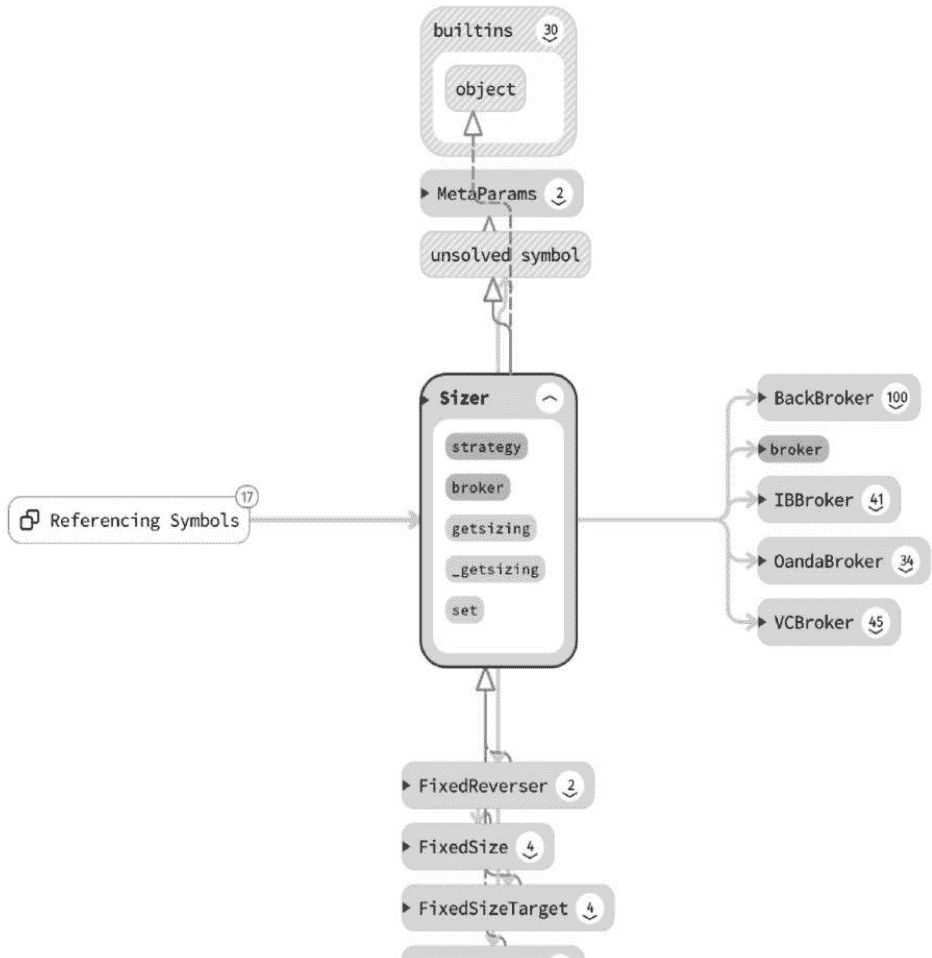 builtins 30
object
MetaParams 2
unsolved symbol
Sizer
strategy
broker
getsizing
_getsizing
set
17
Referencing Symbols
BackBroker 100
broker
IBBroker 41
OandaBroker 34
VCBroker 45
FixedReverser 2
FixedSize 4
FixedSizeTarget 4